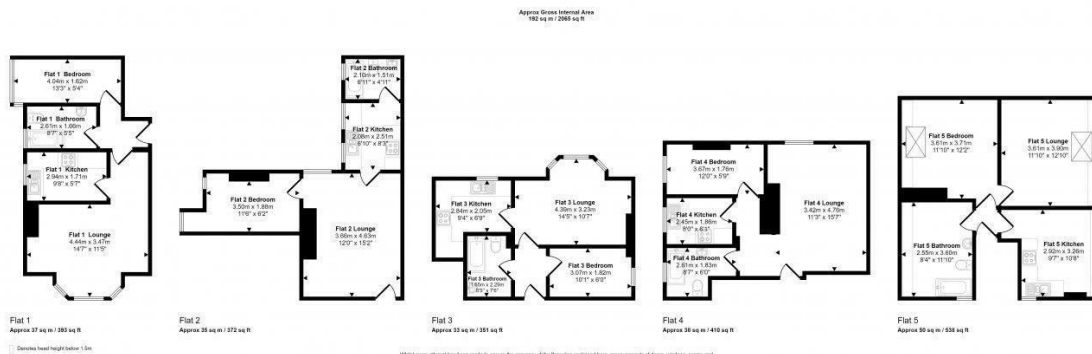 Approx Gross Internal Area
192 sq m / 2065 sq ft
Flat 1 Bedroom
4.04m x 1.62m
13'3" x 5'4"
Flat 1 Bathroom
2.61m x 1.66m
8'7" x 5'5"
Flat 1 Kitchen
2.94m x 1.71m
9'8" x 5'7"
Flat 1 Lounge
4.44m x 3.47m
14'7" x 11'5"
Flat 1
Approx 37 sq m / 393 sq ft
Denotes head height below 1.5m
Flat 2 Bathroom
2.10m x 1.51m
6'11" x 4'11"
Flat 2 Kitchen
2.08m x 2.51m
6'10" x 8'3"
Flat 2 Bedroom
3.50m x 1.88m
11'6" x 6'2"
Flat 2 Lounge
3.66m x 4.63m
12'0" x 15'2"
Flat 2
Approx 35 sq m / 372 sq ft
Flat 3 Kitchen
2.84m x 2.05m
9'4" x 6'9"
Flat 3 Lounge
4.39m x 3.23m
14'5" x 10'7"
Flat 3 Bathroom
1.65m x 2.29m
5'5" x 7'6"
Flat 3 Bedroom
3.07m x 1.82m
10'1" x 6'0"
Flat 3
Approx 33 sq m / 351 sq ft
Flat 4 Bedroom
3.67m x 1.76m
12'0" x 5'9"
Flat 4 Kitchen
2.45m x 1.86m
8'0" x 6'1"
Flat 4 Lounge
3.42m x 4.76m
11'3" x 15'7"
Flat 4 Bathroom
2.61m x 1.83m
8'7" x 6'0"
Flat 4
Approx 38 sq m / 410 sq ft
Flat 5 Bedroom
3.61m x 3.71m
11'10" x 12'2"
Flat 5 Lounge
3.61m x 3.90m
11'10" x 12'10"
Flat 5 Bathroom
2.55m x 3.60m
8'4" x 11'10"
Flat 5 Kitchen
2.92m x 3.26m
9'7" x 10'8"
Flat 5
Approx 50 sq m / 538 sq ft